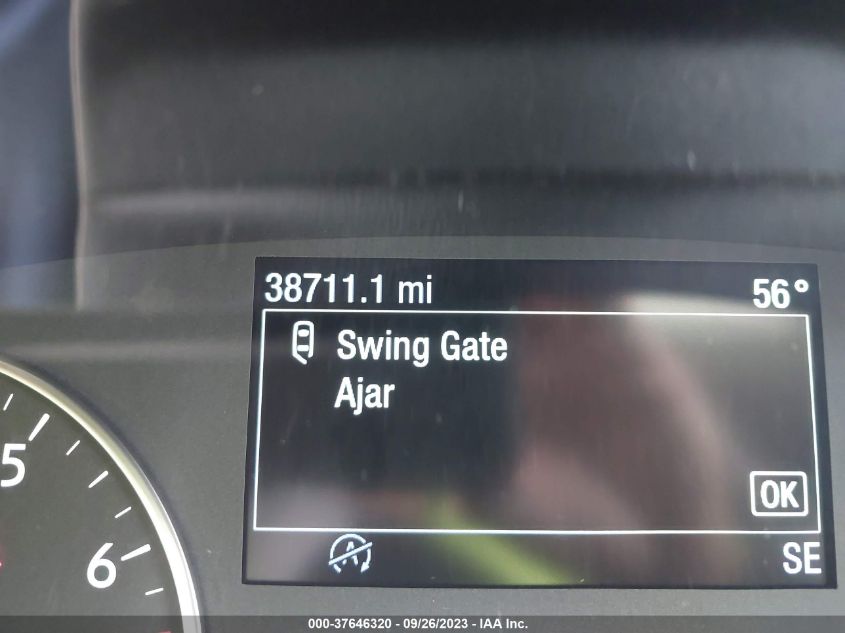 38711.1 mi 56°
Swing Gate
Ajar
OK
5
6
A
SE
000-37646320 - 09/26/2023 - IAA Inc.